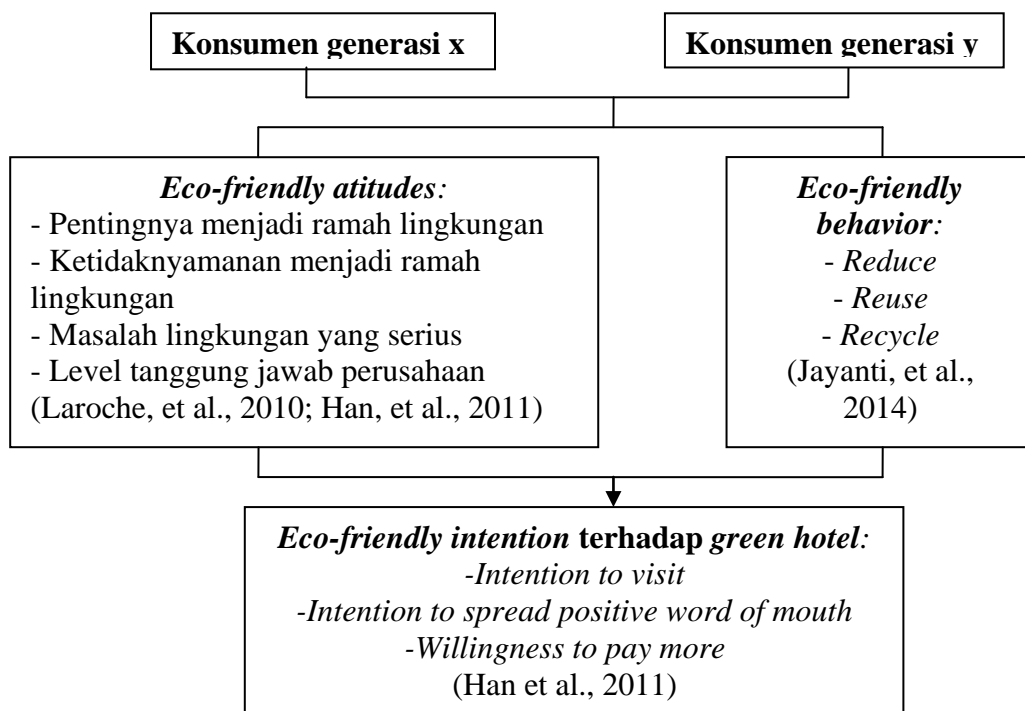 Konsumen generasi x
Konsumen generasi y
Eco-friendly atitudes:
- Pentingnya menjadi ramah lingkungan
- Ketidaknyamanan menjadi ramah
lingkungan
- Masalah lingkungan yang serius
- Level tanggung jawab perusahaan
(Laroche, et al., 2010; Han, et al., 2011)
Eco-friendly
behavior:
- Reduce
- Reuse
- Recycle
(Jayanti, et al.,
2014)
Eco-friendly intention terhadap green hotel:
-Intention to visit
-Intention to spread positive word of mouth
-Willingness to pay more
(Han et al., 2011)